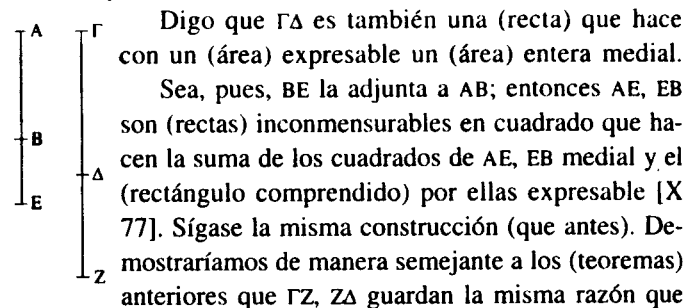 A
Γ
B
Δ
E
Z
Digo que ΓΔ es también una (recta) que hace
con un (área) expresable un (área) entera medial.
Sea, pues, BE la adjunta a AB; entonces AE, EB
son (rectas) inconmensurables en cuadrado que ha-
cen la suma de los cuadrados de AE, EB medial y el
(rectángulo comprendido) por ellas expresable [X
77]. Sígase la misma construcción (que antes). De-
mostraríamos de manera semejante a los (teoremas)
anteriores que ΓZ, ZΔ guardan la misma razón que